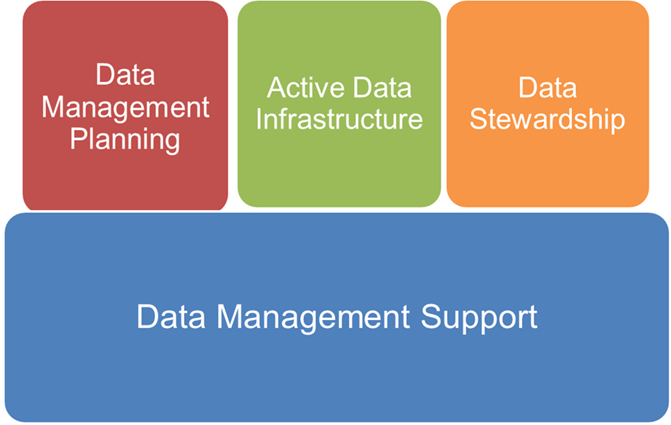 Data
Management
Planning
Active Data
Infrastructure
Data
Stewardship
Data Management Support